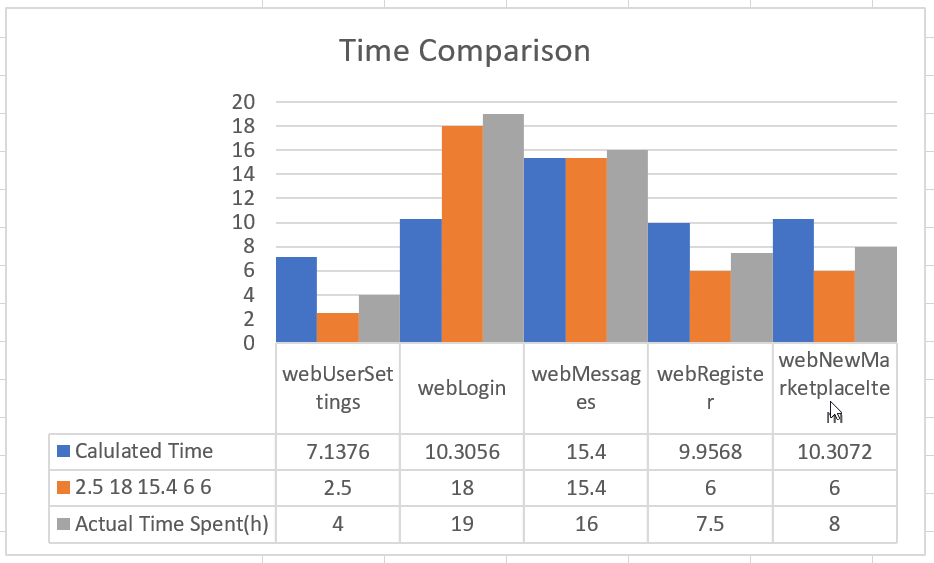 Time Comparison
20
18
16
14
12
10
8
6
4
2
0
webUserSet
tings
webLogin
webMessag
es
webRegiste
r
webNewMa
rketplaceIte
m
Calulated Time 7.1376 10.3056 15.4 9.9568 10.3072
2.5 18 15.4 6 6 2.5 18 15.4 6 6
Actual Time Spent(h) 4 19 16 7.5 8